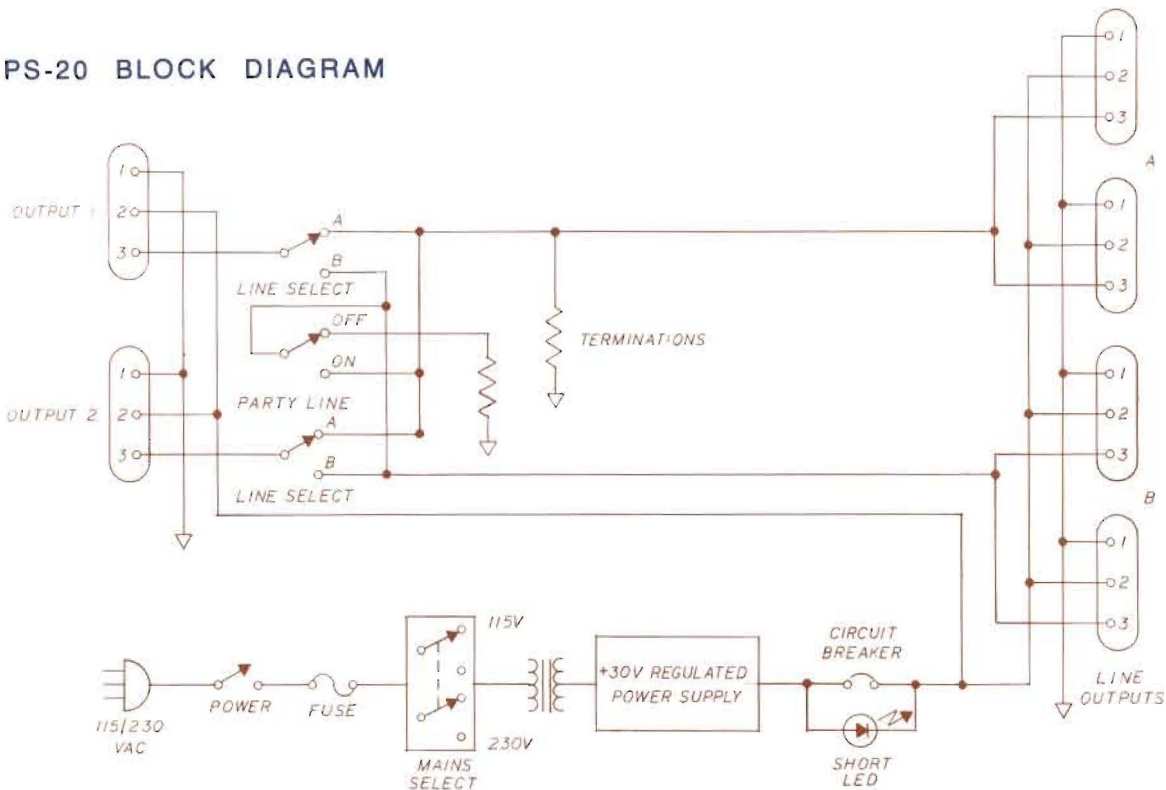 PS-20 BLOCK DIAGRAM
1
2
3
OUTPUT 1
1
2
3
OUTPUT 2
A
B
LINE SELECT
OFF
ON
PARTY LINE
A
B
LINE SELECT
TERMINATIONS
1
2
3
A
1
2
3
1
2
3
B
1
2
3
LINE
OUTPUTS
115/230
VAC
POWER
FUSE
115V
230V
MAINS
SELECT
+30V REGULATED
POWER SUPPLY
CIRCUIT
BREAKER
SHORT
LED